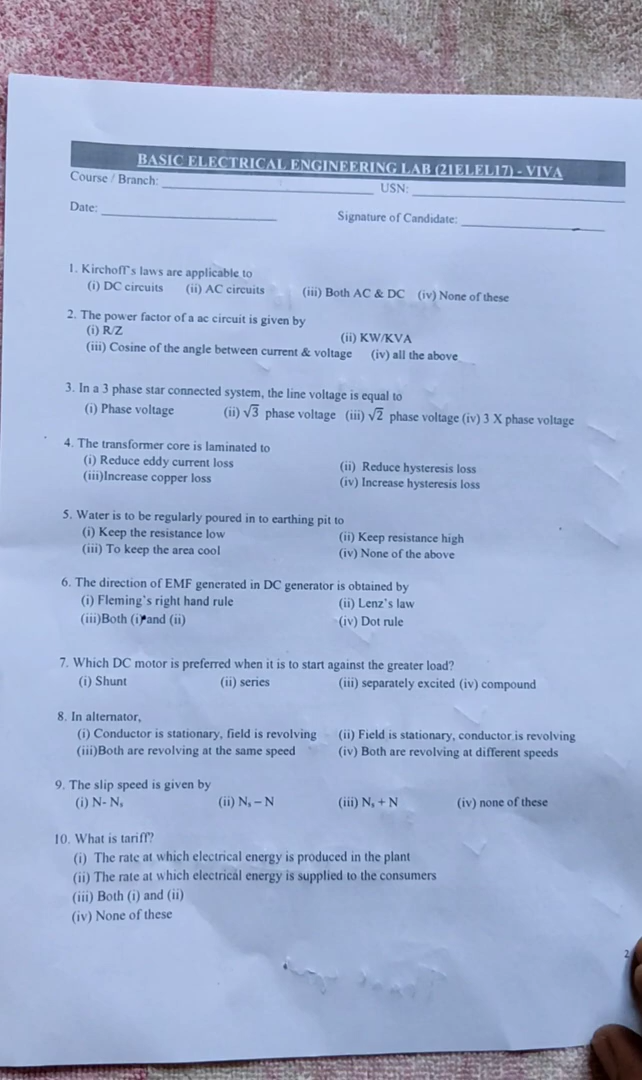 BASIC ELECTRICAL ENGINEERING LAB (21ELEL17) - VIVA
Course / Branch: USN:
Date: Signature of Candidate:
1. Kirchoff's laws are applicable to
(i) DC circuits (ii) AC circuits (iii) Both AC & DC (iv) None of these
2. The power factor of a ac circuit is given by
(i) R/Z (ii) KW/KVA
(iii) Cosine of the angle between current & voltage (iv) all the above
3. In a 3 phase star connected system, the line voltage is equal to
(i) Phase voltage (ii) √3 phase voltage (iii) √2 phase voltage (iv) 3 X phase voltage
4. The transformer core is laminated to
(i) Reduce eddy current loss (ii) Reduce hysteresis loss
(iii)Increase copper loss (iv) Increase hysteresis loss
5. Water is to be regularly poured in to earthing pit to
(i) Keep the resistance low (ii) Keep resistance high
(iii) To keep the area cool (iv) None of the above
6. The direction of EMF generated in DC generator is obtained by
(i) Fleming's right hand rule (ii) Lenz's law
(iii)Both (i) and (ii) (iv) Dot rule
7. Which DC motor is preferred when it is to start against the greater load?
(i) Shunt (ii) series (iii) separately excited (iv) compound
8. In alternator,
(i) Conductor is stationary, field is revolving (ii) Field is stationary, conductor is revolving
(iii)Both are revolving at the same speed (iv) Both are revolving at different speeds
9. The slip speed is given by
(i) N- Nₛ (ii) Nₛ – N (iii) Nₛ + N (iv) none of these
10. What is tariff?
(i) The rate at which electrical energy is produced in the plant
(ii) The rate at which electrical energy is supplied to the consumers
(iii) Both (i) and (ii)
(iv) None of these
2